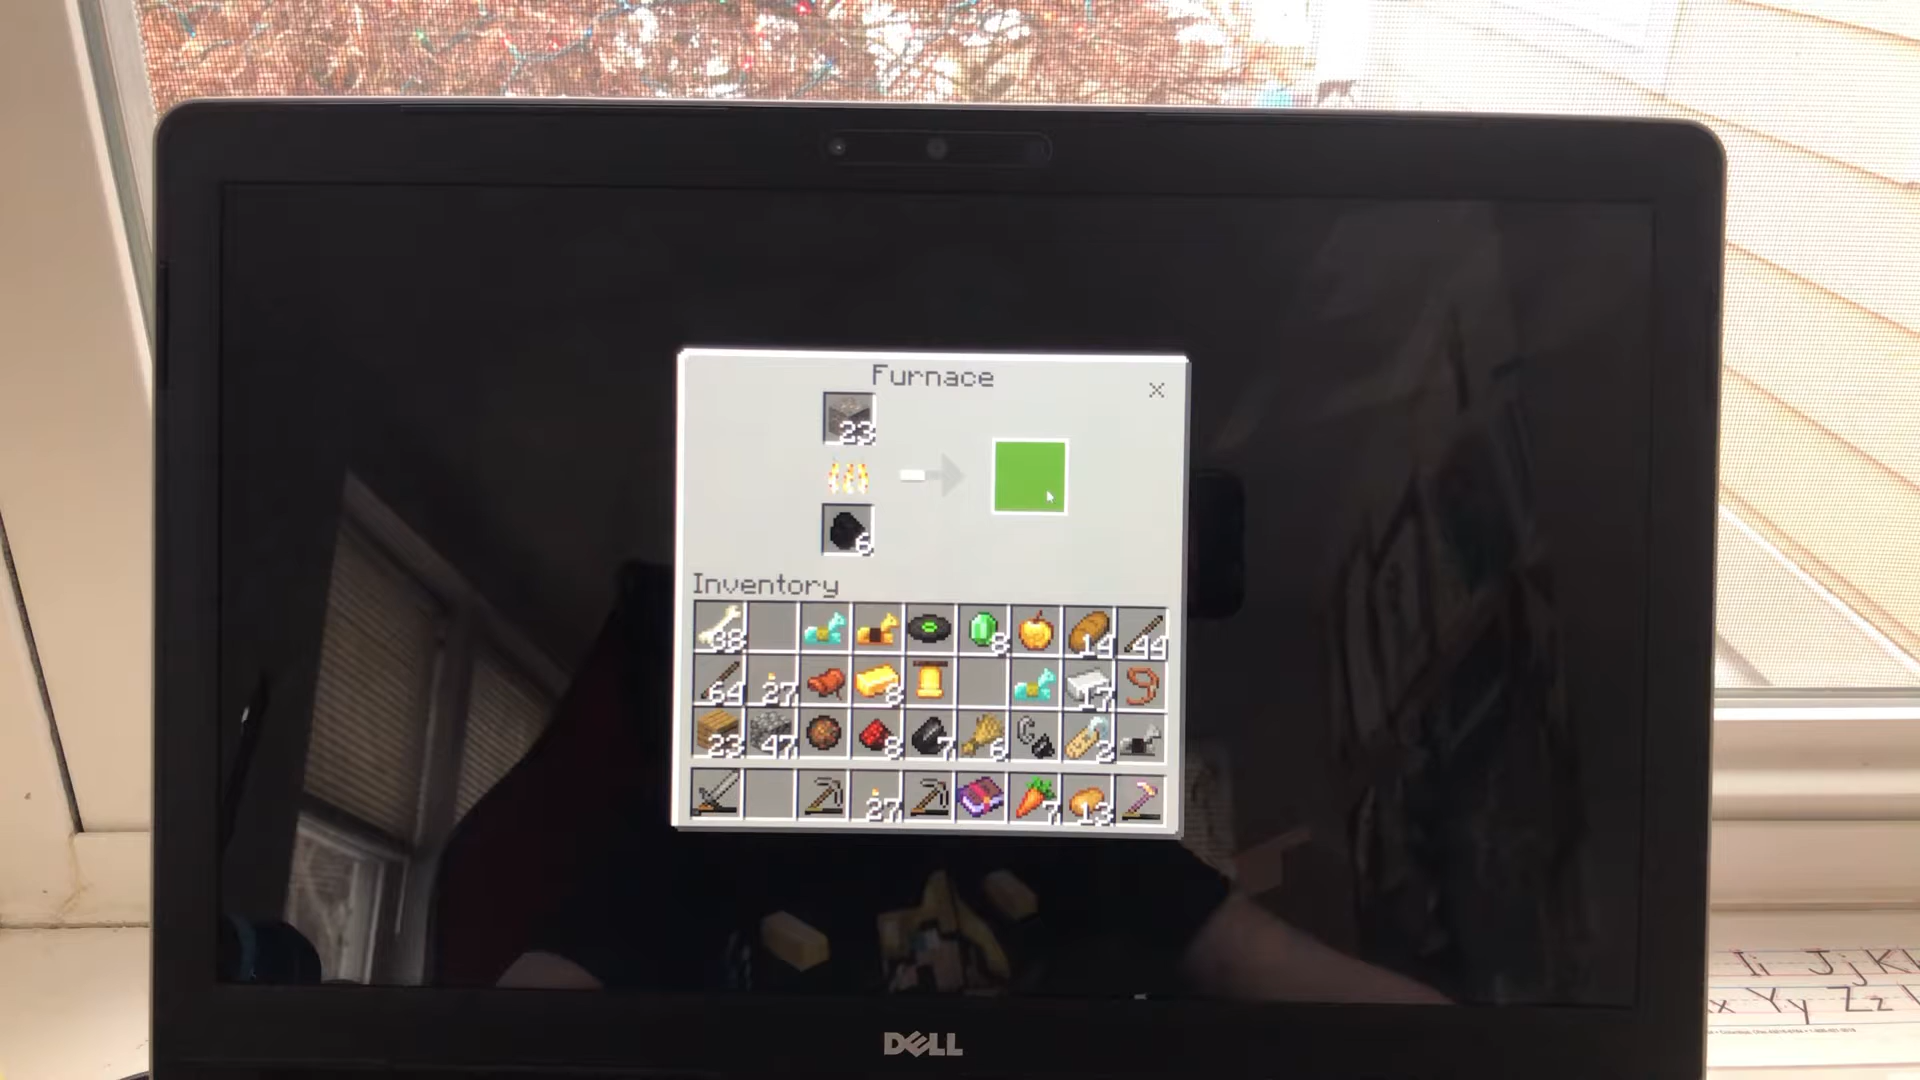 Furnace
23
6
Inventory
38 8 14 44
64 27 8 17
23 47 8 7 6 2
27 7 13
DELL
Ii Jj Kk
x Yy Zz